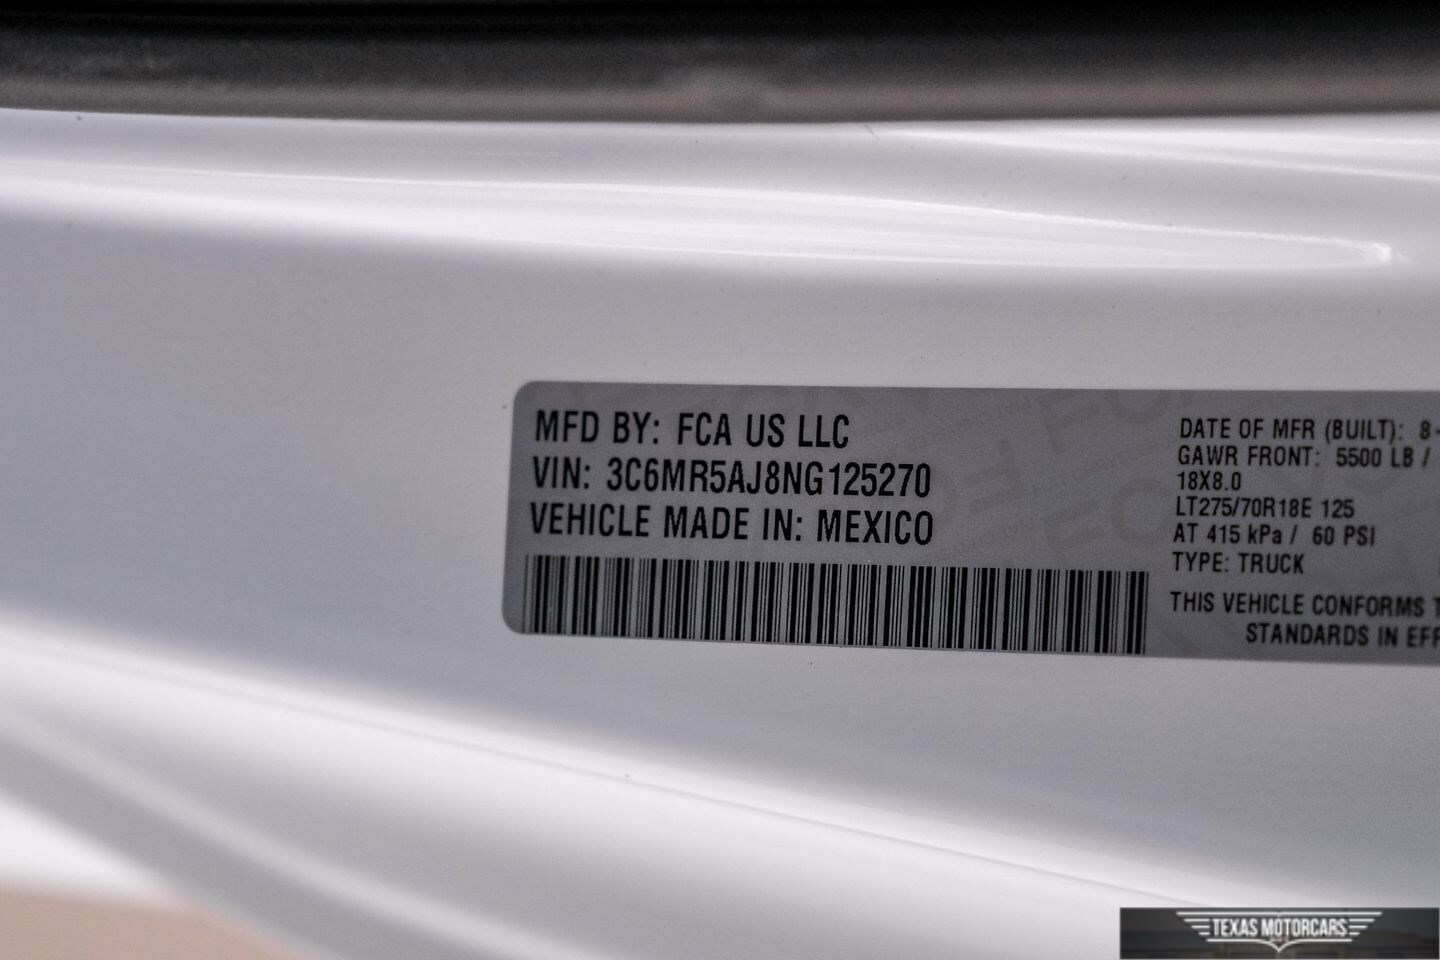 MFD BY: FCA US LLC
VIN: 3C6MR5AJ8NG125270
VEHICLE MADE IN: MEXICO
DATE OF MFR (BUILT): 8-
GAWR FRONT: 5500 LB /
18X8.0
LT275/70R18E 125
AT 415 kPa / 60 PSI
TYPE: TRUCK
THIS VEHICLE CONFORMS T
STANDARDS IN EFF
TEXAS MOTORCARS